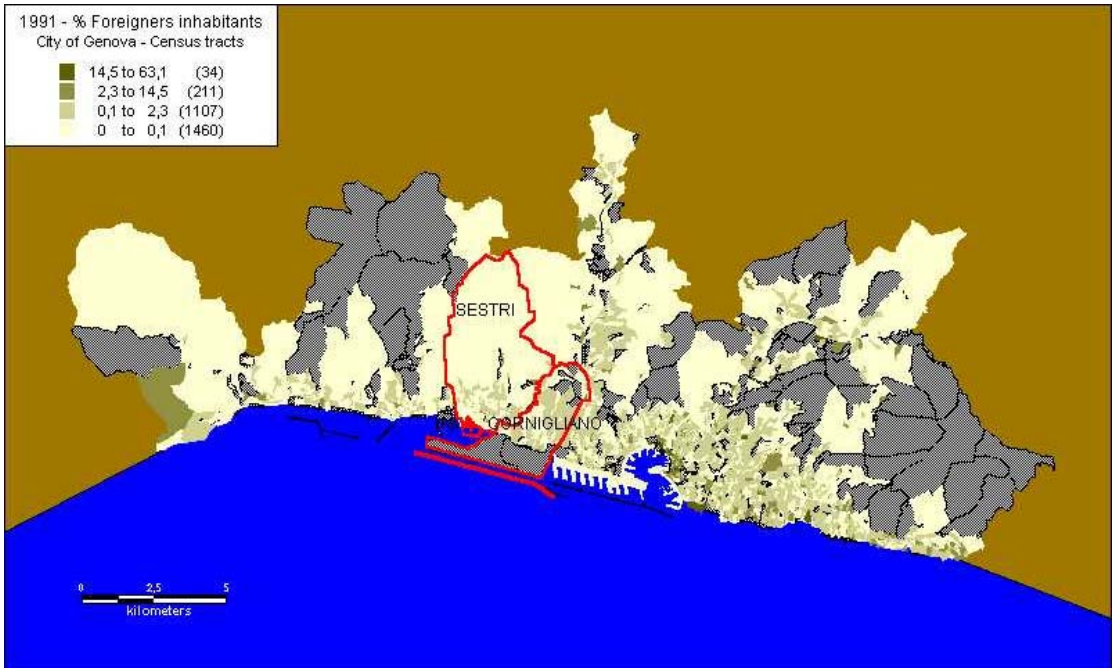 1991 - % Foreigners inhabitants
City of Genova - Census tracts
14,5 to 63,1 (34)
2,3 to 14,5 (211)
0,1 to 2,3 (1107)
0 to 0,1 (1460)
SESTRI
CORNIGLIANO
0 2,5 5
kilometers